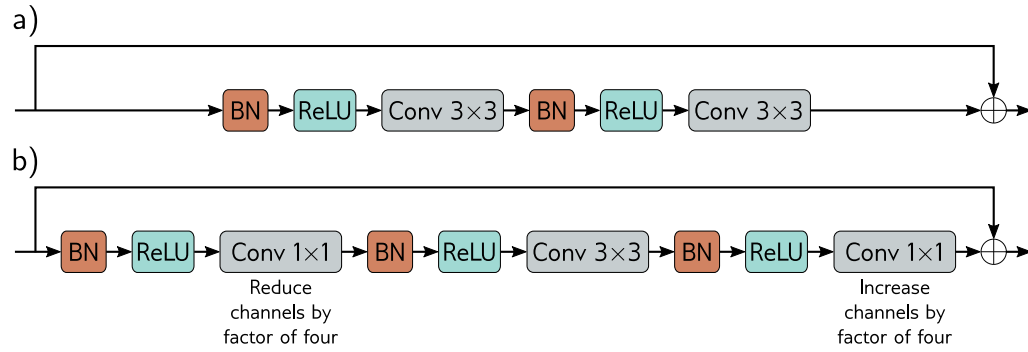 a)
BN ReLU Conv 3×3 BN ReLU Conv 3×3
b)
BN ReLU Conv 1×1 BN ReLU Conv 3×3 BN ReLU Conv 1×1
Reduce
channels by
factor of four
Increase
channels by
factor of four